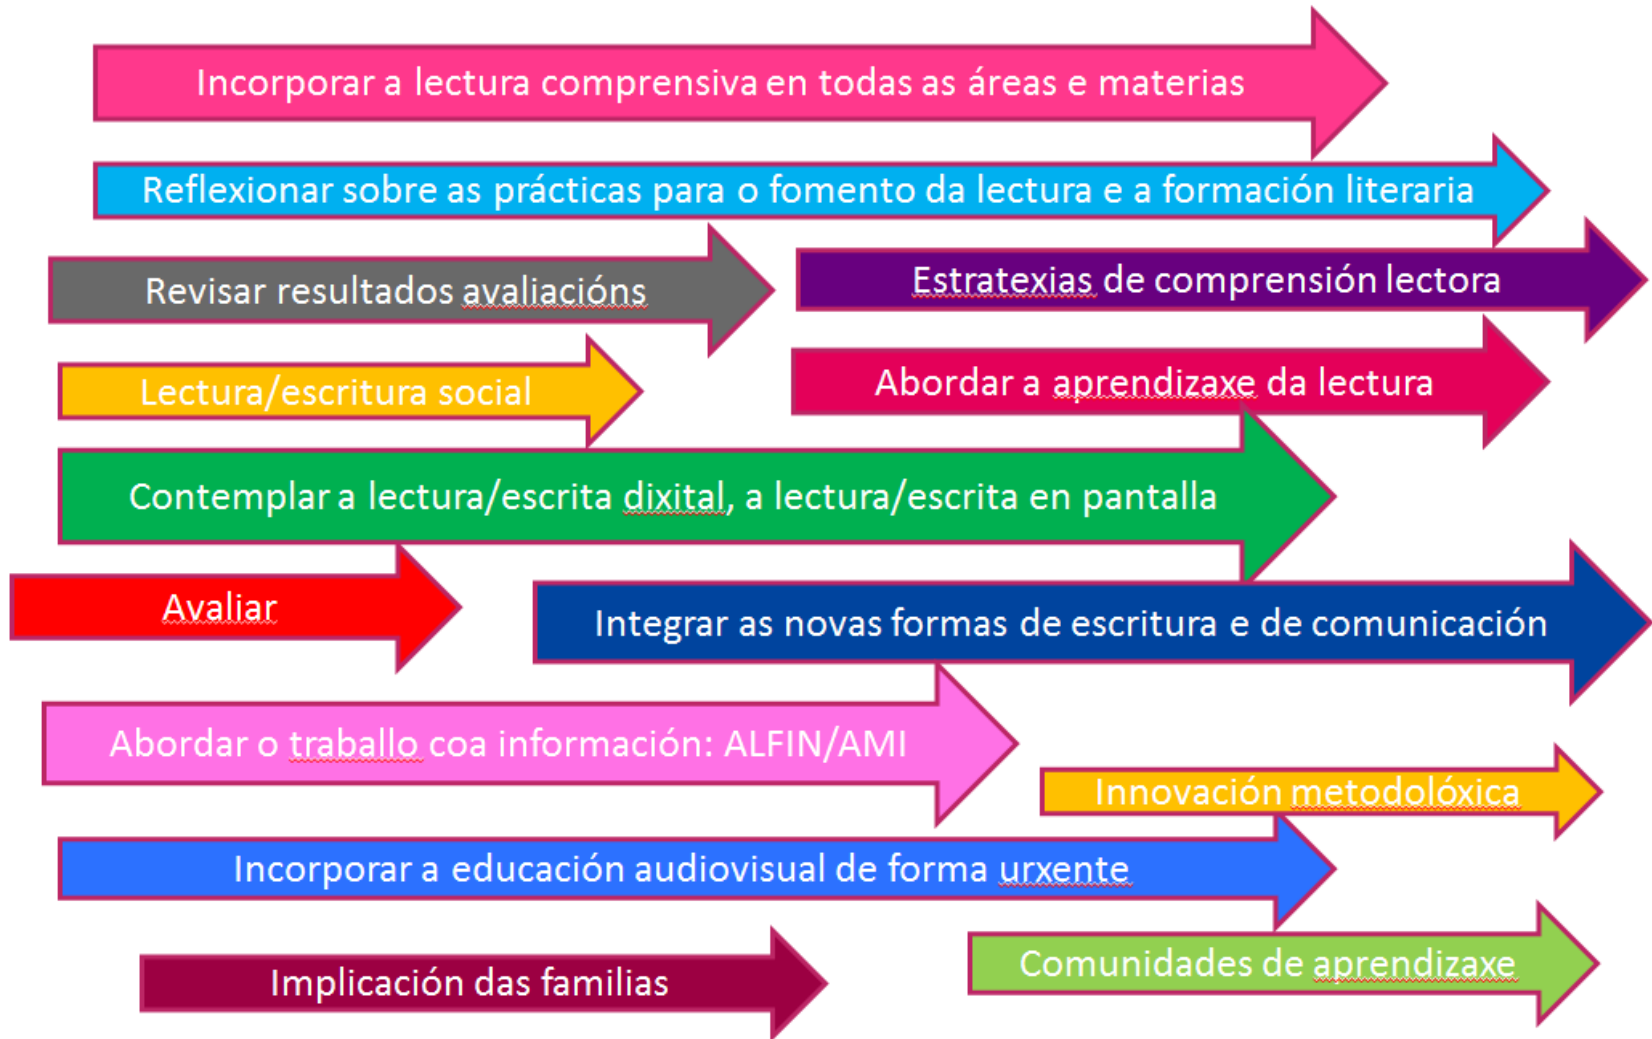 Incorporar a lectura comprensiva en todas as áreas e materias
Reflexionar sobre as prácticas para o fomento da lectura e a formación literaria
Revisar resultados avaliacións
Estratexias de comprensión lectora
Lectura/escritura social
Abordar a aprendizaxe da lectura
Contemplar a lectura/escrita dixital, a lectura/escrita en pantalla
Avaliar
Integrar as novas formas de escritura e de comunicación
Abordar o traballo coa información: ALFIN/AMI
Innovación metodolóxica
Incorporar a educación audiovisual de forma urxente
Implicación das familias
Comunidades de aprendizaxe